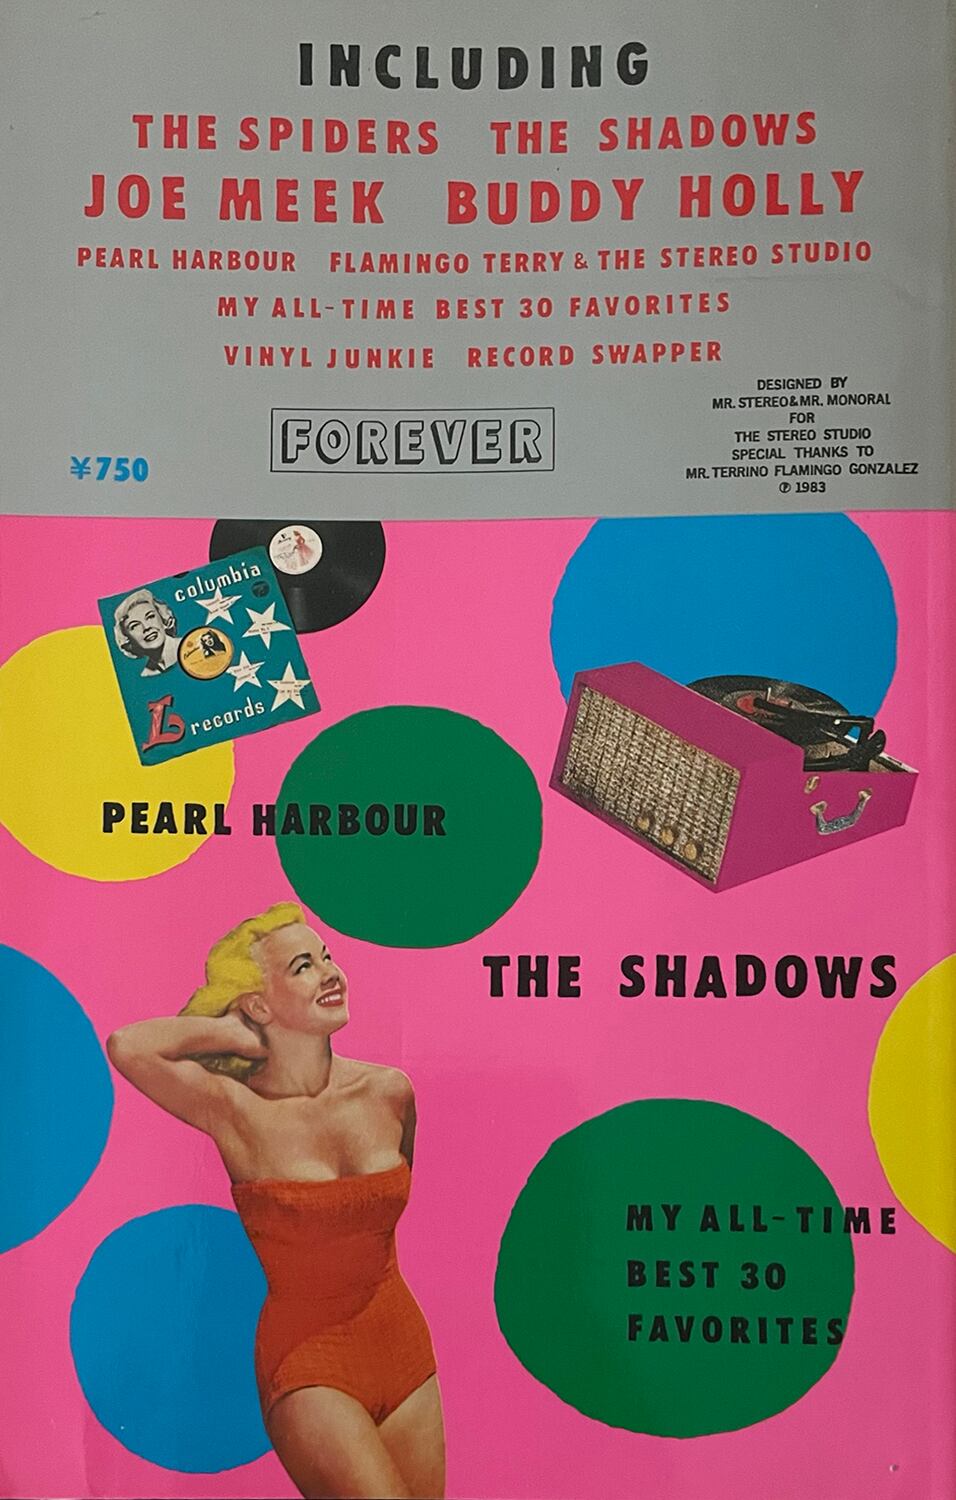 INCLUDING
THE SPIDERS THE SHADOWS
JOE MEEK BUDDY HOLLY
PEARL HARBOUR FLAMINGO TERRY & THE STEREO STUDIO
MY ALL-TIME BEST 30 FAVORITES
VINYL JUNKIE RECORD SWAPPER
DESIGNED BY
MR. STEREO&MR. MONORAL
FOR
THE STEREO STUDIO
SPECIAL THANKS TO
MR. TERRINO FLAMINGO GONZALEZ
℗ 1983
FOREVER
¥750
columbia
L records
PEARL HARBOUR
THE SHADOWS
MY ALL-TIME
BEST 30
FAVORITES